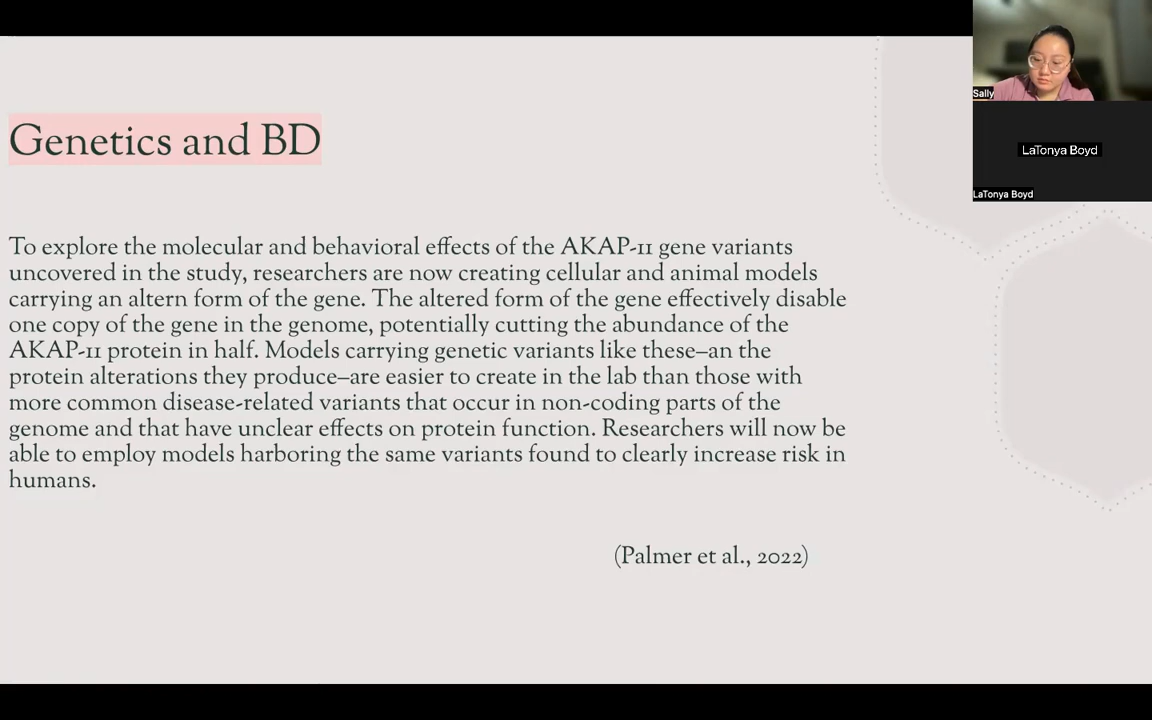 Genetics and BD
To explore the molecular and behavioral effects of the AKAP-11 gene variants
uncovered in the study, researchers are now creating cellular and animal models
carrying an altern form of the gene. The altered form of the gene effectively disable
one copy of the gene in the genome, potentially cutting the abundance of the
AKAP-11 protein in half. Models carrying genetic variants like these–an the
protein alterations they produce–are easier to create in the lab than those with
more common disease-related variants that occur in non-coding parts of the
genome and that have unclear effects on protein function. Researchers will now be
able to employ models harboring the same variants found to clearly increase risk in
humans.
(Palmer et al., 2022)
Sally
LaTonya Boyd
LaTonya Boyd